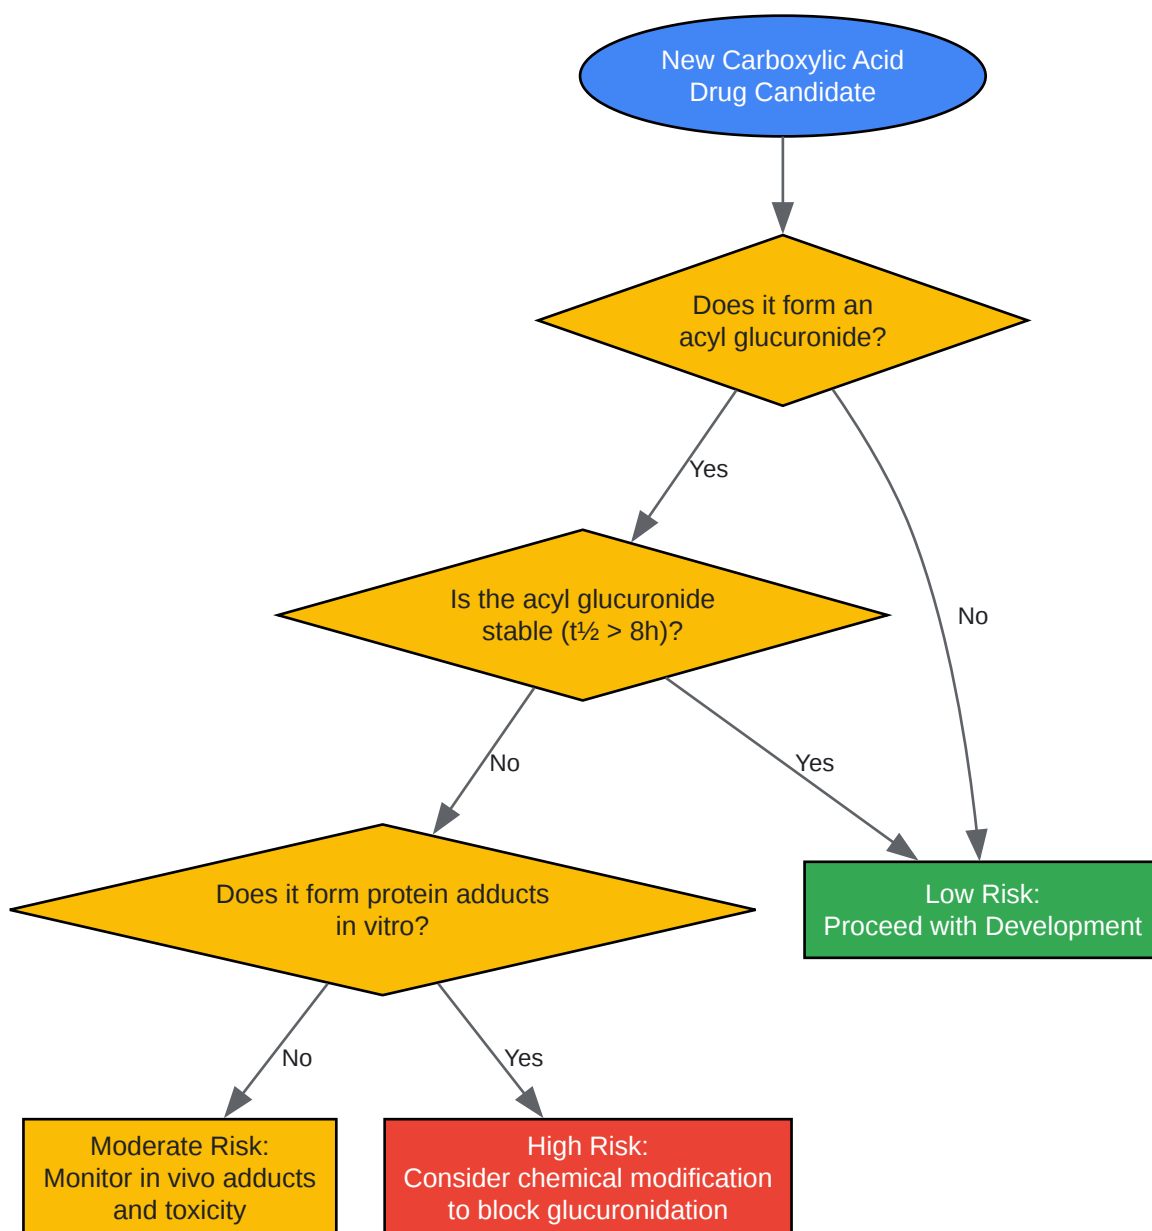 New Carboxylic Acid
Drug Candidate
Does it form an
acyl glucuronide?
Yes
No
Is the acyl glucuronide
stable (t½ > 8h)?
No
Yes
Does it form protein adducts
in vitro?
Low Risk:
Proceed with Development
No
Yes
Moderate Risk:
Monitor in vivo adducts
and toxicity
High Risk:
Consider chemical modification
to block glucuronidation